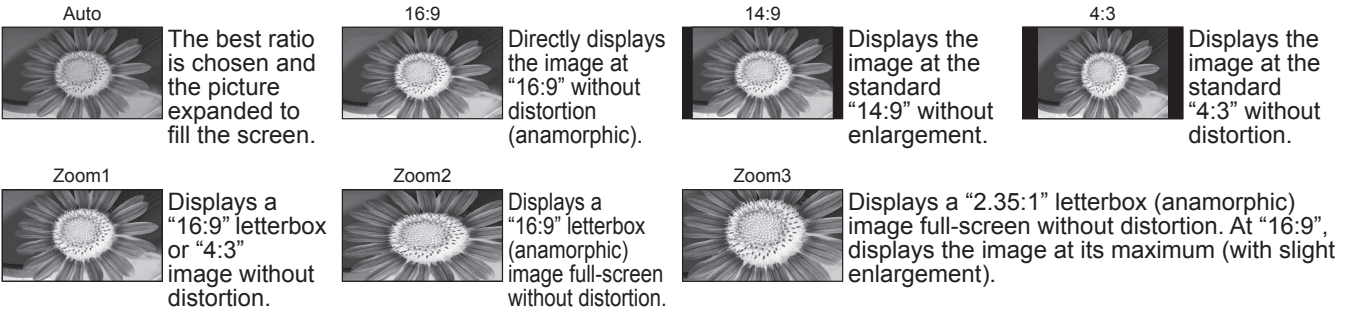 Auto
The best ratio
is chosen and
the picture
expanded to
fill the screen.
16:9
Directly displays
the image at
“16:9” without
distortion
(anamorphic).
14:9
Displays the
image at the
standard
“14:9” without
enlargement.
4:3
Displays the
image at the
standard
“4:3” without
distortion.
Zoom1
Displays a
“16:9” letterbox
or “4:3”
image without
distortion.
Zoom2
Displays a
“16:9” letterbox
(anamorphic)
image full-screen
without distortion.
Zoom3
Displays a “2.35:1” letterbox (anamorphic)
image full-screen without distortion. At “16:9”,
displays the image at its maximum (with slight
enlargement).